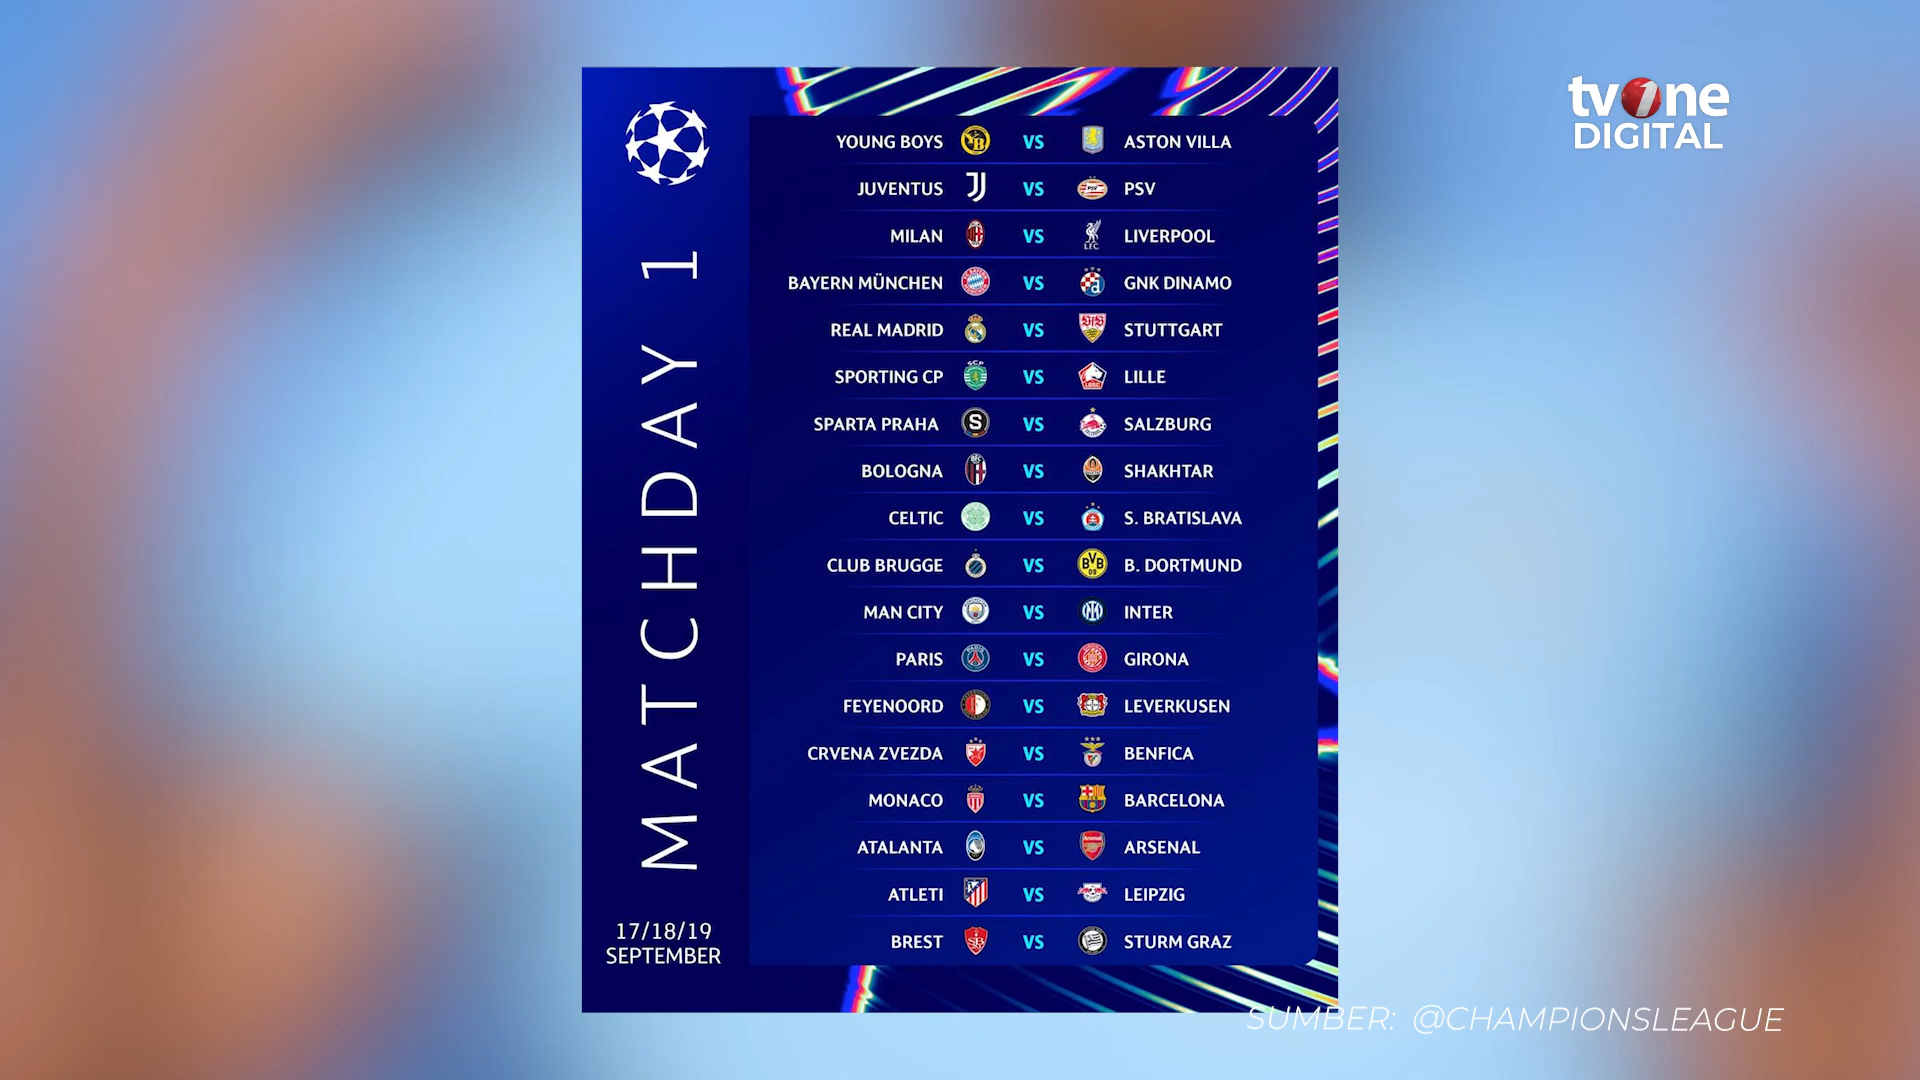 tvOne
DIGITAL
MATCHDAY 1
17/18/19
SEPTEMBER
YOUNG BOYS VS ASTON VILLA
JUVENTUS VS PSV
MILAN VS LIVERPOOL
BAYERN MÜNCHEN VS GNK DINAMO
REAL MADRID VS STUTTGART
SPORTING CP VS LILLE
SPARTA PRAHA VS SALZBURG
BOLOGNA VS SHAKHTAR
CELTIC VS S. BRATISLAVA
CLUB BRUGGE VS B. DORTMUND
MAN CITY VS INTER
PARIS VS GIRONA
FEYENOORD VS LEVERKUSEN
CRVENA ZVEZDA VS BENFICA
MONACO VS BARCELONA
ATALANTA VS ARSENAL
ATLETI VS LEIPZIG
BREST VS STURM GRAZ
SUMBER: @CHAMPIONSLEAGUE